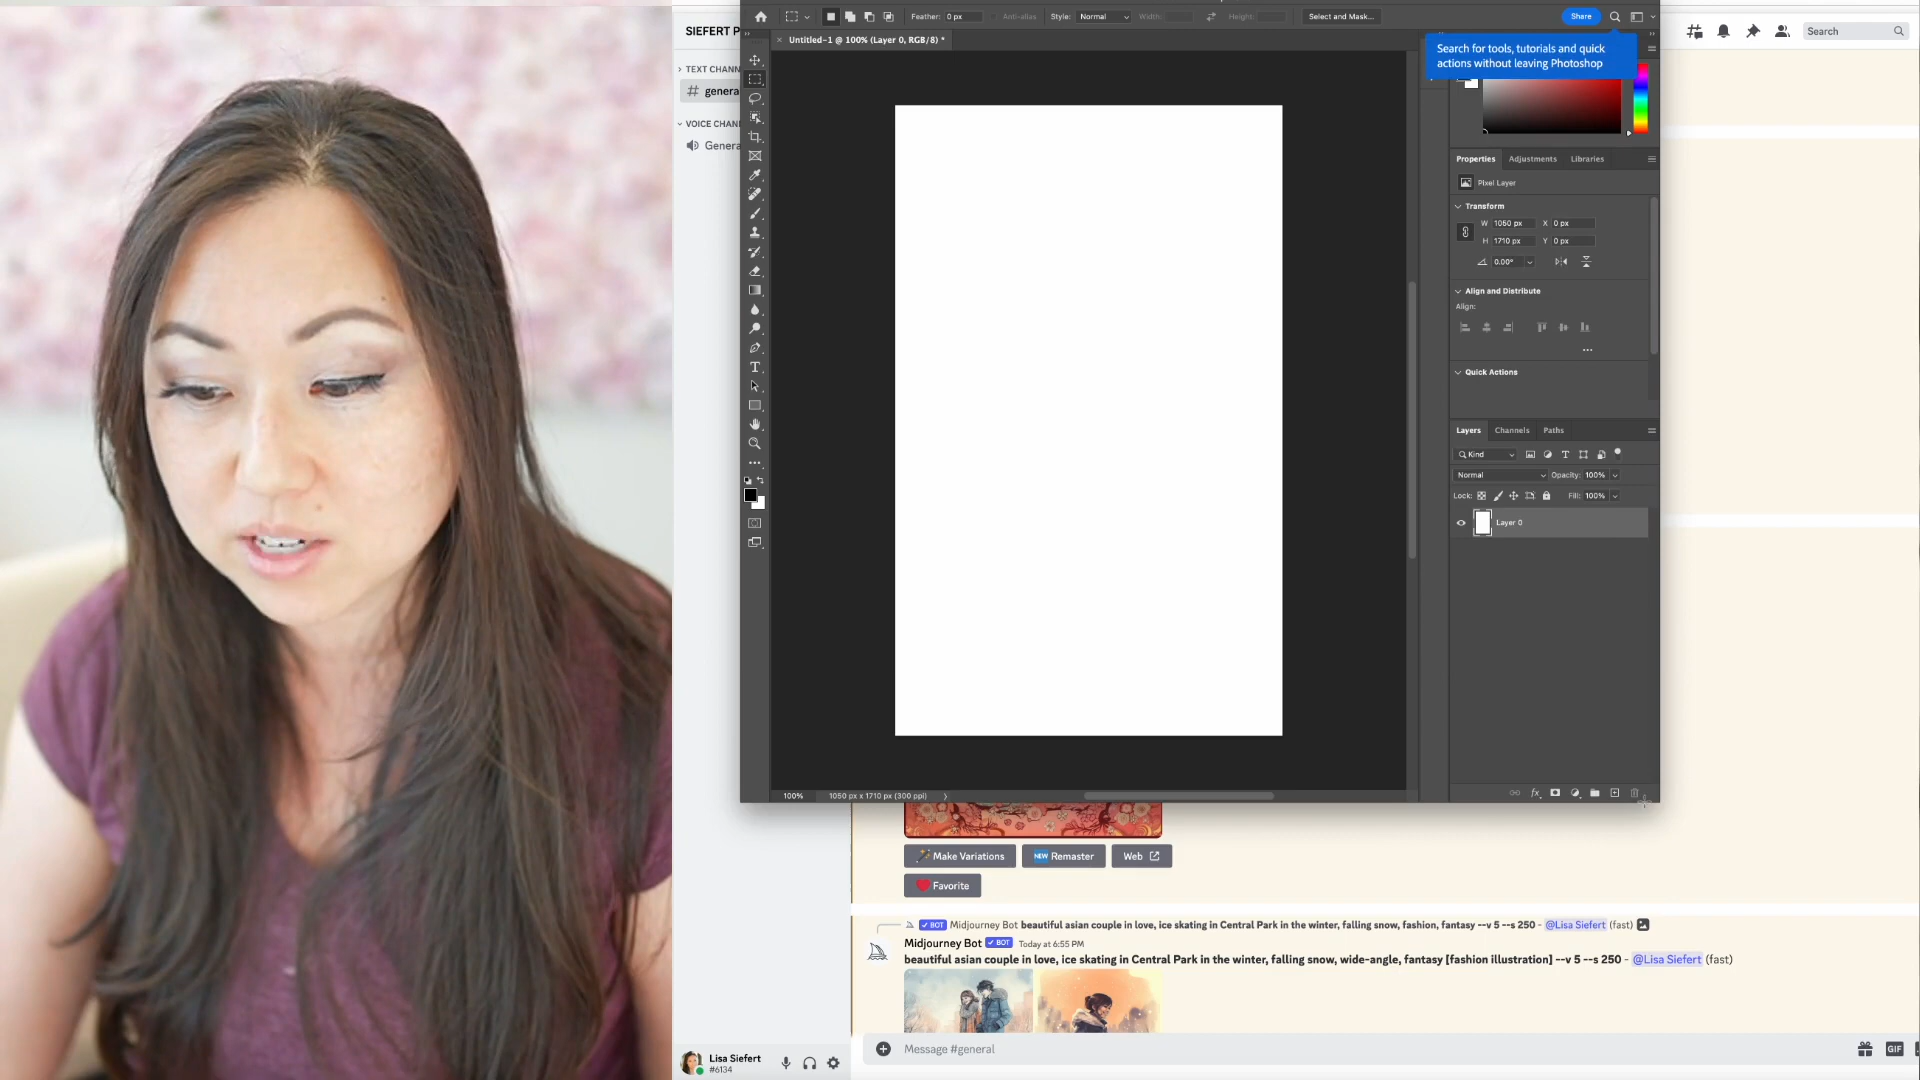 SIEFERT P
TEXT CHANN
# genera
VOICE CHAN
Genera
Feather: 0 px
Anti-alias
Style: Normal
Width:
Height:
Select and Mask...
Share
Search
× Untitled-1 @ 100% (Layer 0, RGB/8) *
Search for tools, tutorials and quick
actions without leaving Photoshop
Properties Adjustments Libraries
Pixel Layer
Transform
W 1050 px X 0 px
H 1710 px Y 0 px
0.00°
Align and Distribute
Align:
...
Quick Actions
Layers Channels Paths
Kind
Normal Opacity: 100%
Lock: Fill: 100%
Layer 0
100% 1050 px x 1710 px (300 ppi)
fx
Make Variations NEW Remaster Web
Favorite
BOT Midjourney Bot beautiful asian couple in love, ice skating in Central Park in the winter, falling snow, fashion, fantasy --v 5 --s 250 - @Lisa Siefert (fast)
Midjourney Bot BOT Today at 6:55 PM
beautiful asian couple in love, ice skating in Central Park in the winter, falling snow, wide-angle, fantasy [fashion illustration] --v 5 --s 250 - @Lisa Siefert (fast)
Message #general
GIF
Lisa Siefert
#6134